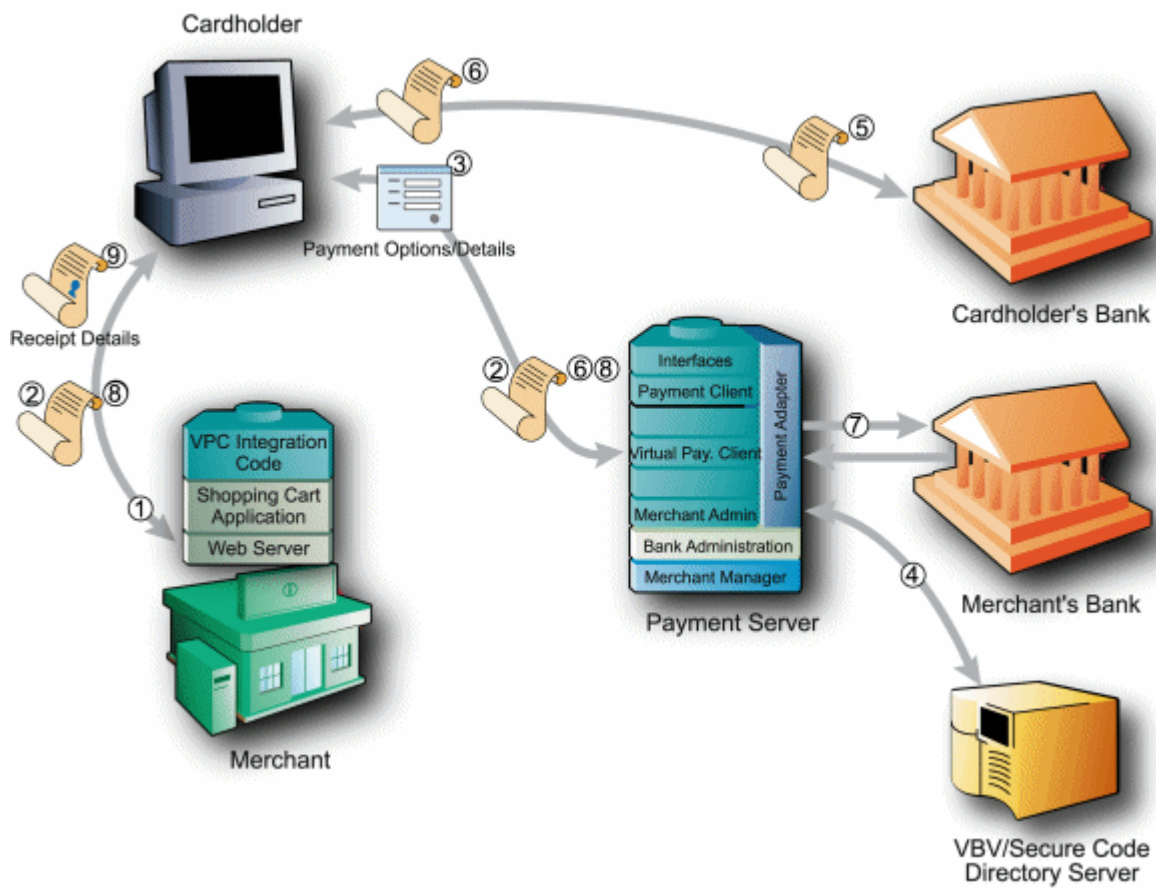 Cardholder
⑥
⑤
③
Payment Options/Details
Cardholder's Bank
⑨
Receipt Details
② ⑧
② ⑥ ⑧
Interfaces
Payment Client
Virtual Pay. Client
Merchant Admin
Payment Adapter
Bank Administration
Merchant Manager
Payment Server
⑦
Merchant's Bank
④
VPC Integration
Code
Shopping Cart
Application
Web Server
①
Merchant
VBV/Secure Code
Directory Server